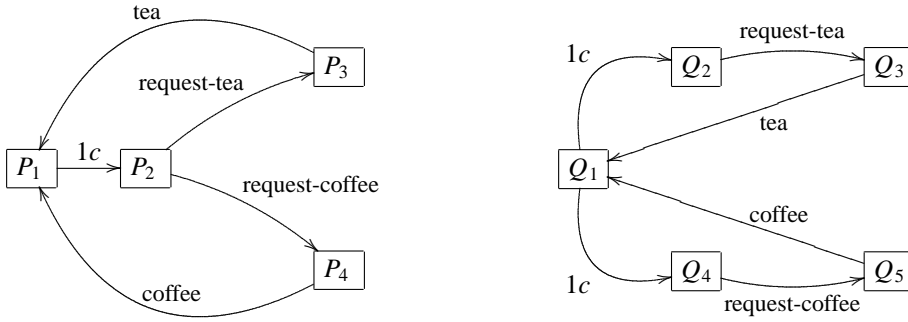 tea
P3
request-tea
P1
1c
P2
request-coffee
P4
coffee
request-tea
1c
Q2
Q3
tea
Q1
coffee
Q4
Q5
1c
request-coffee